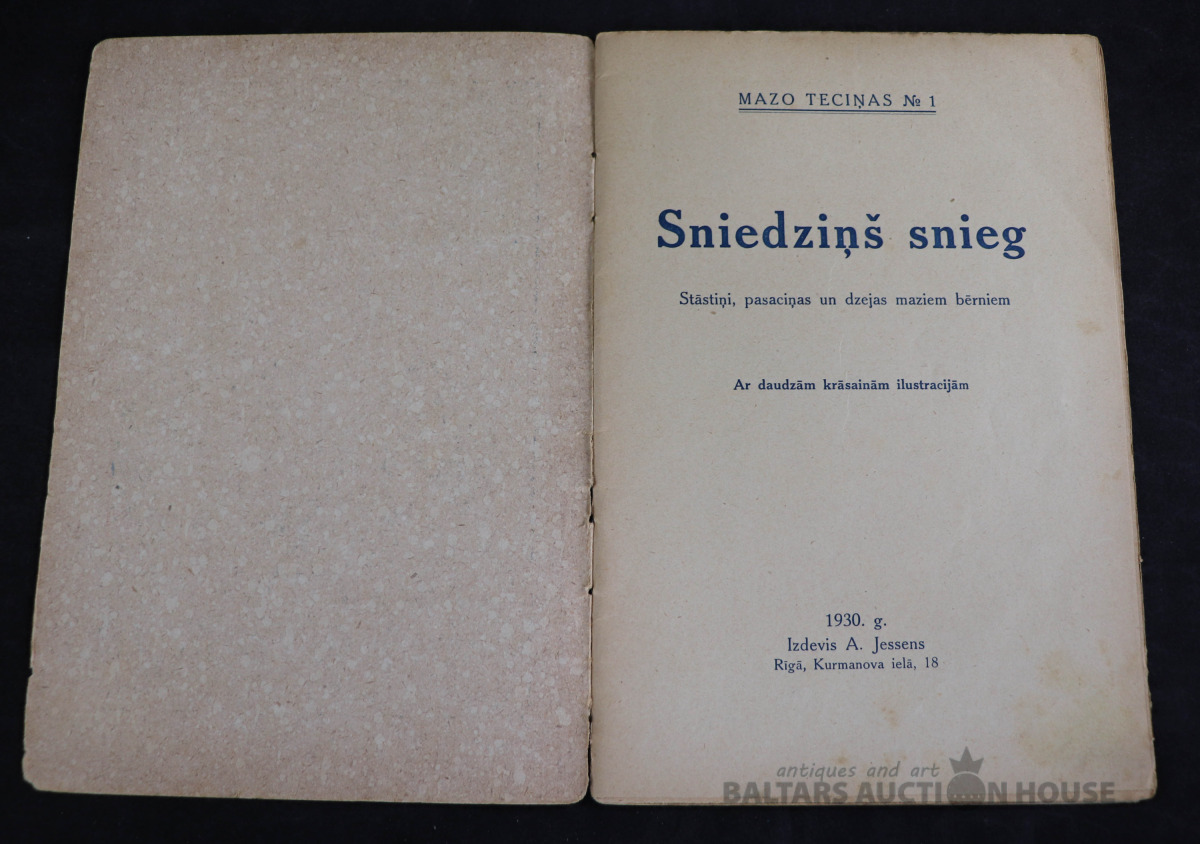 MAZO TECIŅAS № 1
Sniedziņš snieg
Stāstiņi, pasaciņas un dzejas maziem bērniem
Ar daudzām krāsainām ilustracijām
1930. g.
Izdevis A. Jessens
Rīgā, Kurmanova ielā, 18
antiques and art
BALTARS AUCTION HOUSE